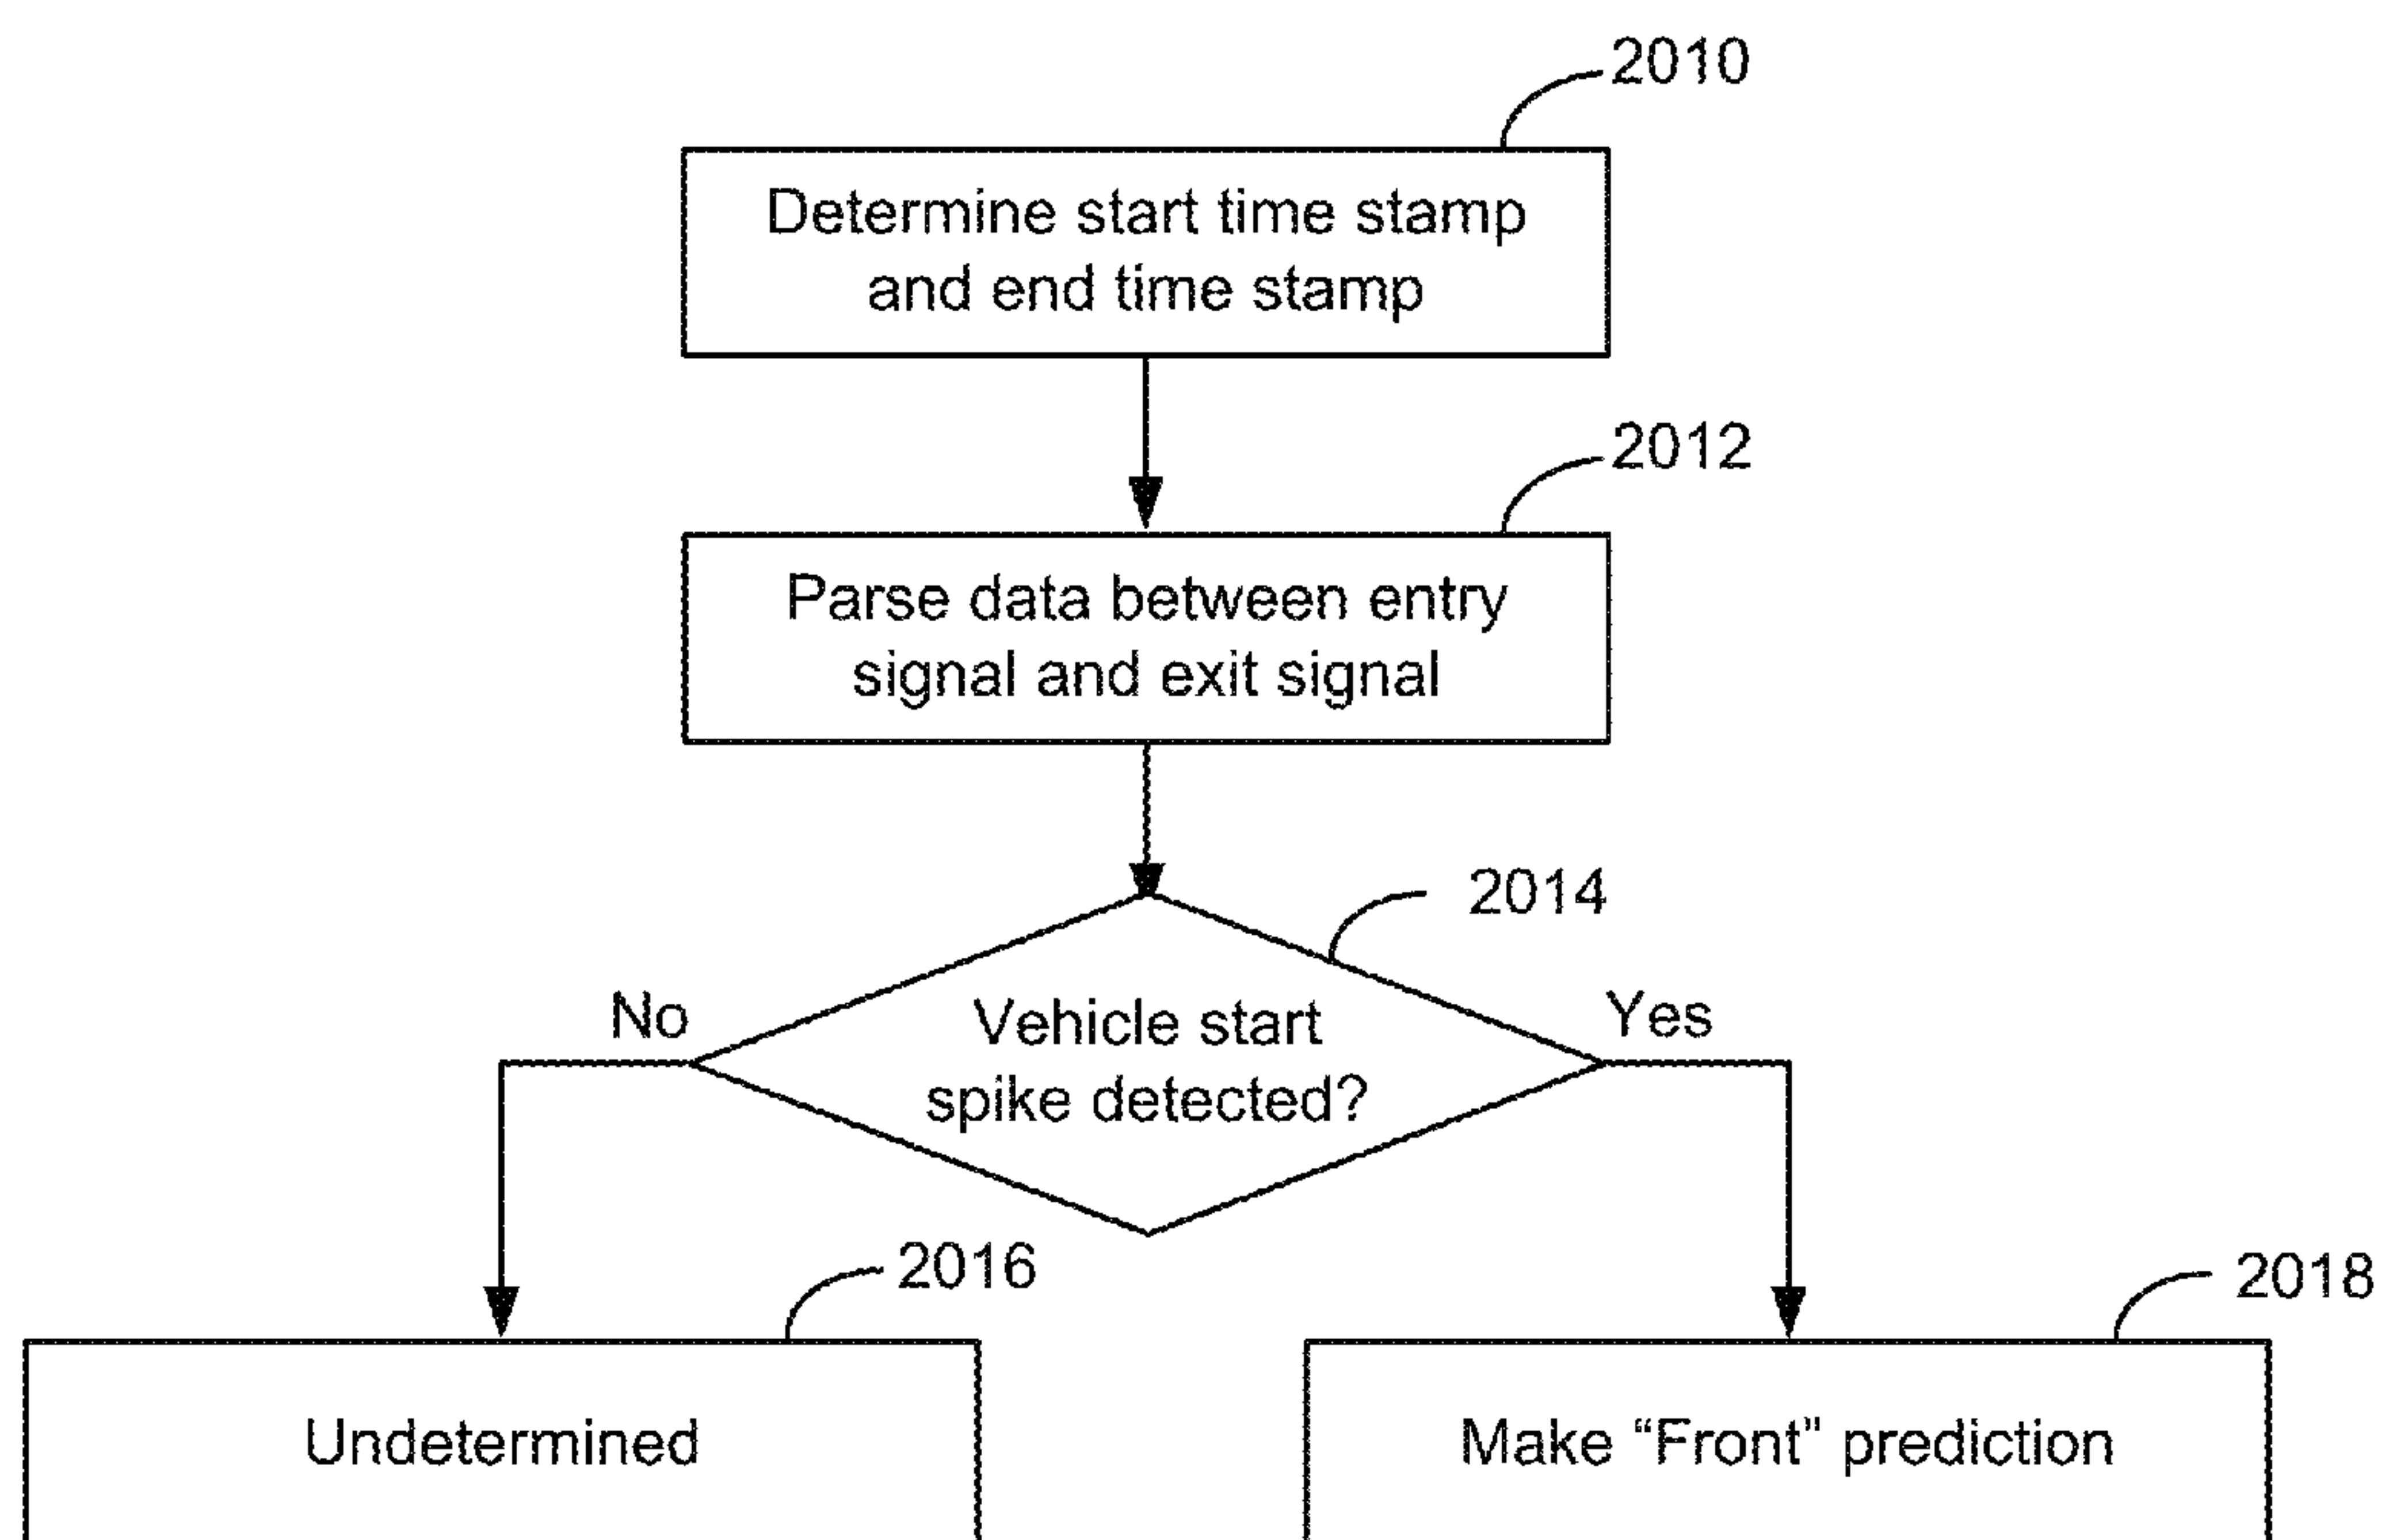 2010
Determine start time stamp
and end time stamp
2012
Parse data between entry
signal and exit signal
2014
No
Vehicle start
spike detected?
Yes
2016
2018
Undetermined
Make “Front” prediction